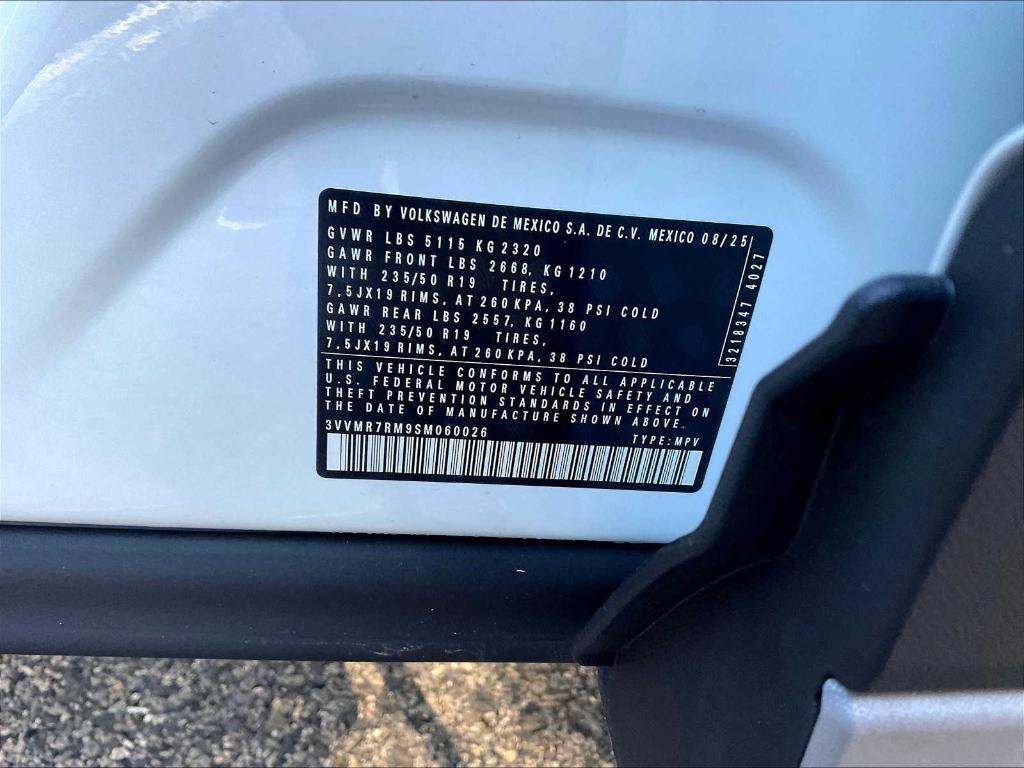 MFD BY VOLKSWAGEN DE MEXICO S.A. DE C.V. MEXICO 08/25
GVWR LBS 5115 KG 2320
GAWR FRONT LBS 2668, KG 1210
WITH 235/50 R19 TIRES,
7,5JX19 RIMS, AT 260 KPA, 38 PSI COLD
GAWR REAR LBS 2557, KG 1160
WITH 235/50 R19 TIRES,
7,5JX19 RIMS, AT 260 KPA, 38 PSI COLD
3218347 4027
THIS VEHICLE CONFORMS TO ALL APPLICABLE
U.S. FEDERAL MOTOR VEHICLE SAFETY AND
THEFT PREVENTION STANDARDS IN EFFECT ON
THE DATE OF MANUFACTURE SHOWN ABOVE.
3VVMR7RM9SM060026 TYPE: MPV